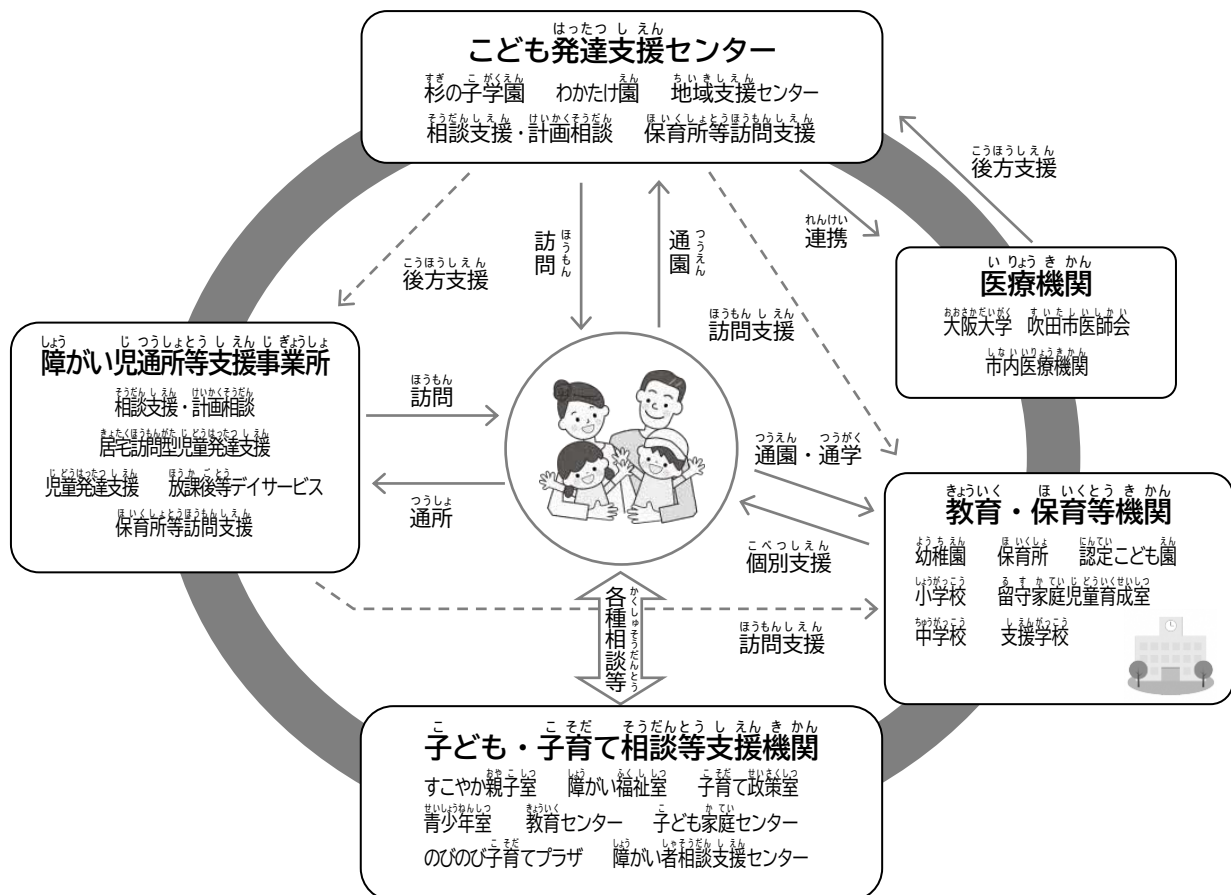 こども発達支援センター
杉の子学園 わかたけ園 地域支援センター
相談支援・計画相談 保育所等訪問支援
後方支援
連携
訪問
通園
後方支援
訪問支援
医療機関
大阪大学 吹田市医師会
市内医療機関
障がい児通所等支援事業所
相談支援・計画相談
居宅訪問型児童発達支援
児童発達支援 放課後等デイサービス
保育所等訪問支援
訪問
通所
通園・通学
個別支援
教育・保育等機関
幼稚園 保育所 認定こども園
小学校 留守家庭児童育成室
中学校 支援学校
各種相談等
訪問支援
子ども・子育て相談等支援機関
すこやか親子室 障がい福祉室 子育て政策室
青少年室 教育センター 子ども家庭センター
のびのび子育てプラザ 障がい者相談支援センター